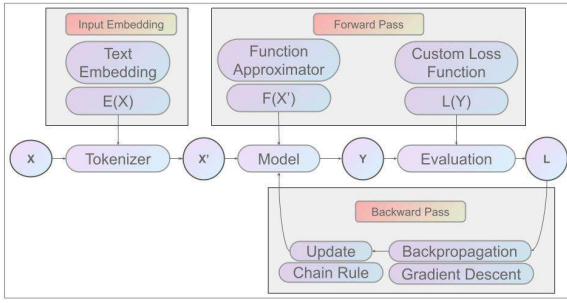 Input Embedding
Forward Pass
Text
Embedding
Function
Approximator
Custom Loss
Function
E(X)
F(X')
L(Y)
X
Tokenizer
X'
Model
Y
Evaluation
L
Backward Pass
Update
Backpropagation
Chain Rule
Gradient Descent